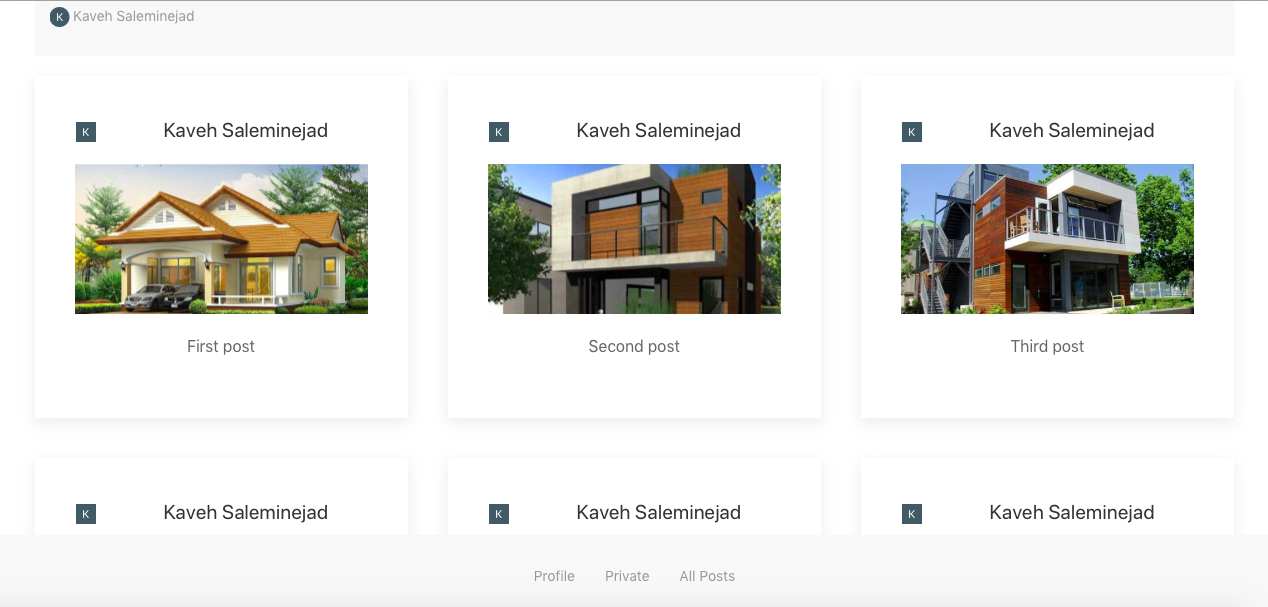 K Kaveh Saleminejad
K Kaveh Saleminejad
K Kaveh Saleminejad
K Kaveh Saleminejad
First post
Second post
Third post
K Kaveh Saleminejad
K Kaveh Saleminejad
K Kaveh Saleminejad
Profile Private All Posts